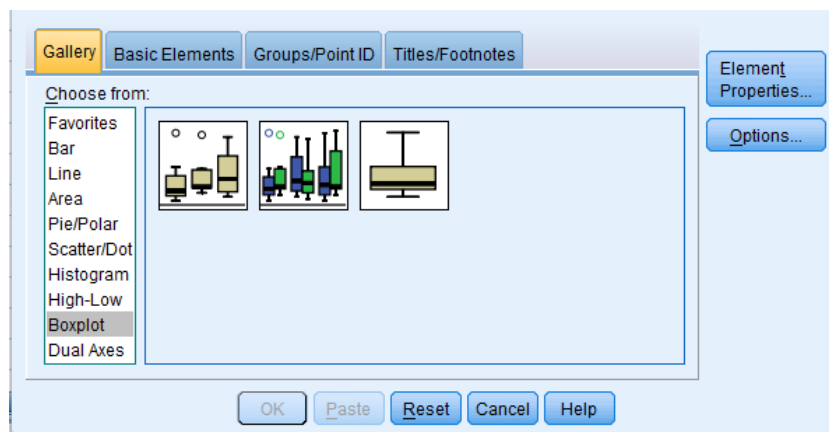 Gallery Basic Elements Groups/Point ID Titles/Footnotes
Element
Properties...
Options...
Choose from:
Favorites
Bar
Line
Area
Pie/Polar
Scatter/Dot
Histogram
High-Low
Boxplot
Dual Axes
OK Paste Reset Cancel Help